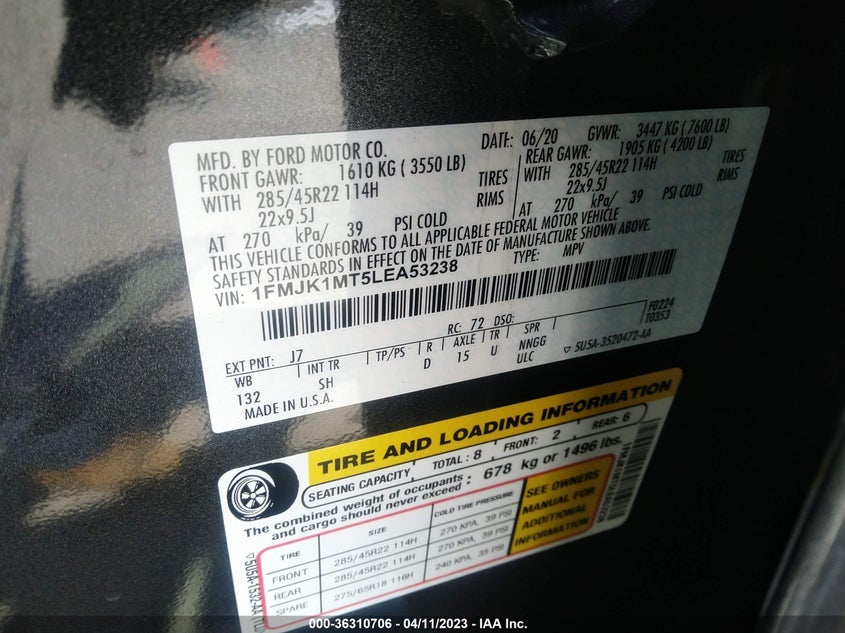 MFD. BY FORD MOTOR CO.
DATE: 06/20 GVWR: 3447 KG ( 7600 LB)
FRONT GAWR: 1610 KG ( 3550 LB)
WITH 285/45R22 114H TIRES
22x9.5J RIMS
AT 270 kPa/ 39 PSI COLD
REAR GAWR: 1905 KG ( 4200 LB)
WITH 285/45R22 114H TIRES
22x9.5J RIMS
AT 270 kPa/ 39 PSI COLD
THIS VEHICLE CONFORMS TO ALL APPLICABLE FEDERAL MOTOR VEHICLE
SAFETY STANDARDS IN EFFECT ON THE DATE OF MANUFACTURE SHOWN ABOVE.
VIN: 1FMJK1MT5LEA53238 TYPE: MPV
F0224
T0353
EXT PNT: J7 RC: 72 DSO:
WB INT TR TP/PS R AXLE TR SPR
132 SH D 15 U NNGG
ULC
MADE IN U.S.A. 5U5A-3520472-AA
TIRE AND LOADING INFORMATION
SEATING CAPACITY TOTAL: 8 FRONT: 2 REAR: 6
The combined weight of occupants
and cargo should never exceed : 678 kg or 1496 lbs.
TIRE SIZE COLD TIRE PRESSURE
FRONT 285/45R22 114H 270 KPA, 39 PSI
REAR 285/45R22 114H 270 KPA, 39 PSI
SPARE 275/65R18 116H 240 KPA, 35 PSI
SEE OWNERS
MANUAL FOR
ADDITIONAL
INFORMATION
000-36310706 - 04/11/2023 - IAA Inc.